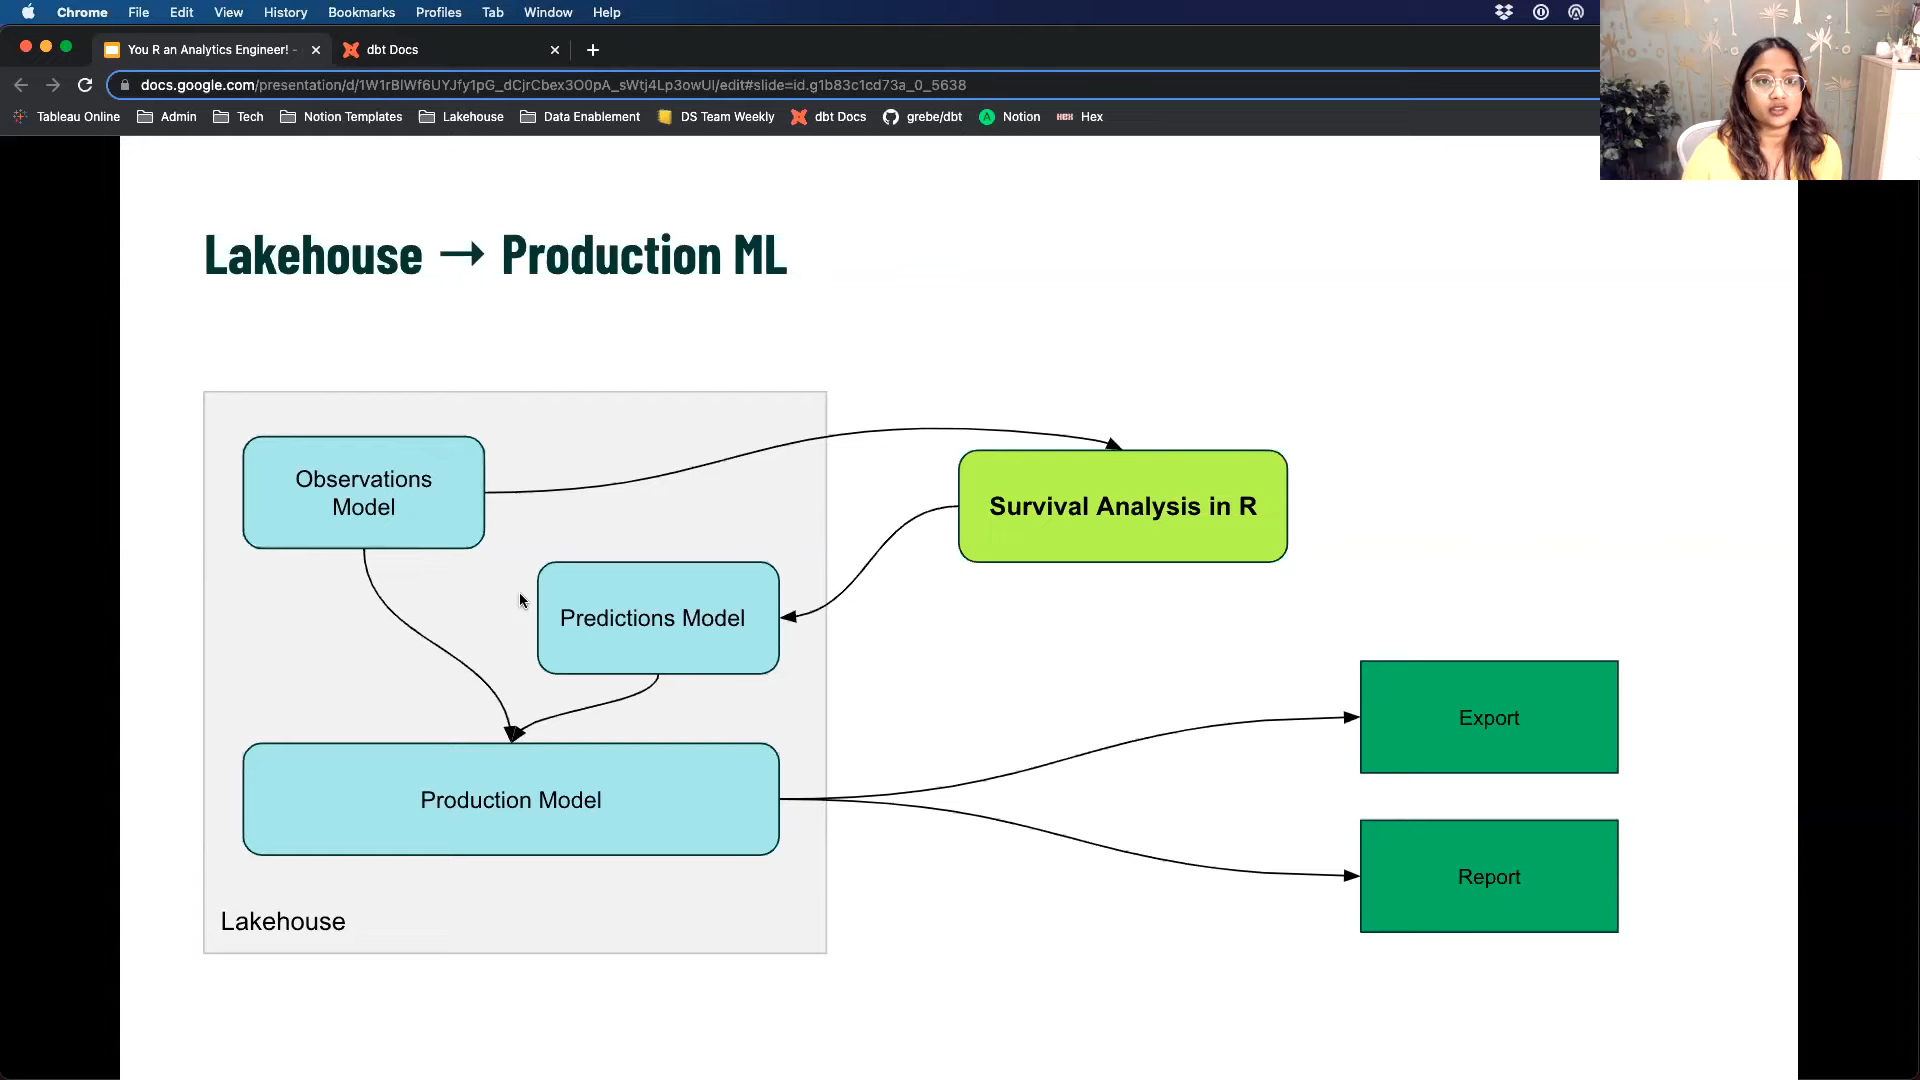 Chrome File Edit View History Bookmarks Profiles Tab Window Help
You R an Analytics Engineer! - dbt Docs
docs.google.com/presentation/d/1W1rBIWf6UYJfy1pG_dCjrCbex3O0pA_sWtj4Lp3owUI/edit#slide=id.g1b83c1cd73a_0_5638
Tableau Online Admin Tech Notion Templates Lakehouse Data Enablement DS Team Weekly dbt Docs grebe/dbt Notion HEX Hex
Lakehouse → Production ML
Observations
Model
Survival Analysis in R
Predictions Model
Export
Production Model
Report
Lakehouse